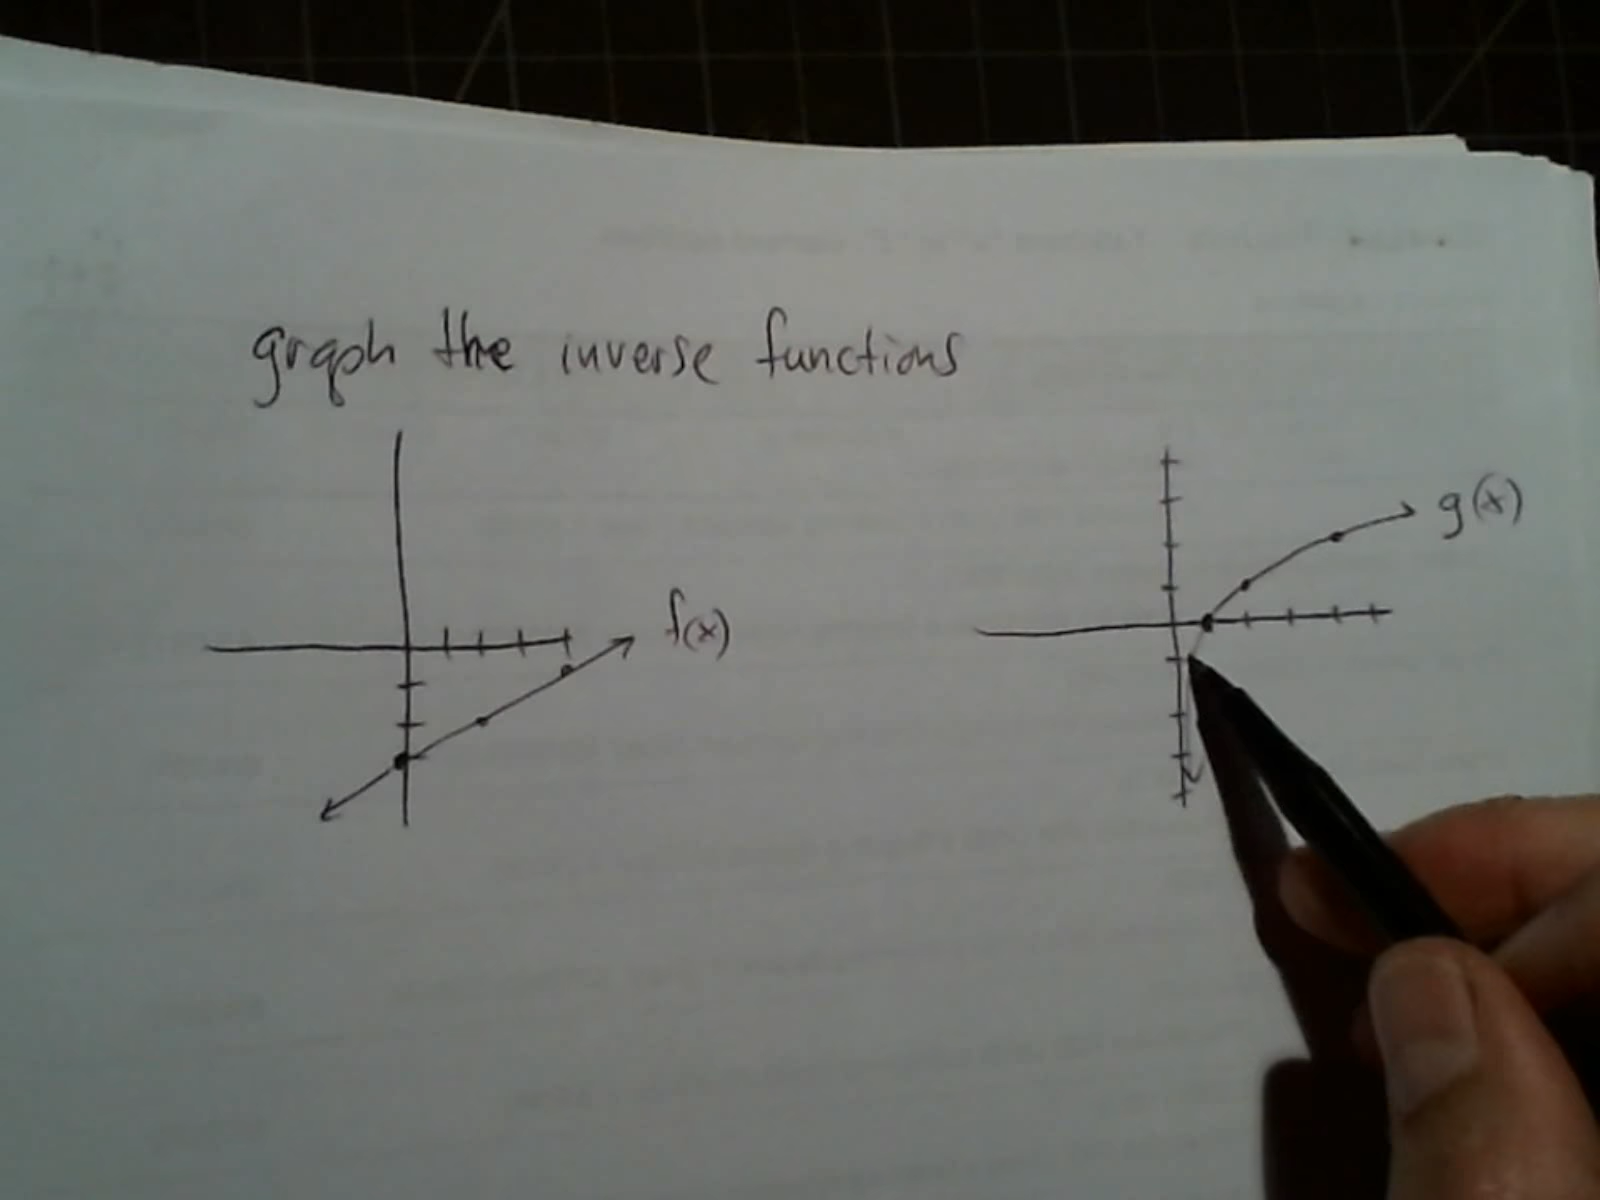 graph the inverse functions
g(x)
f(x)